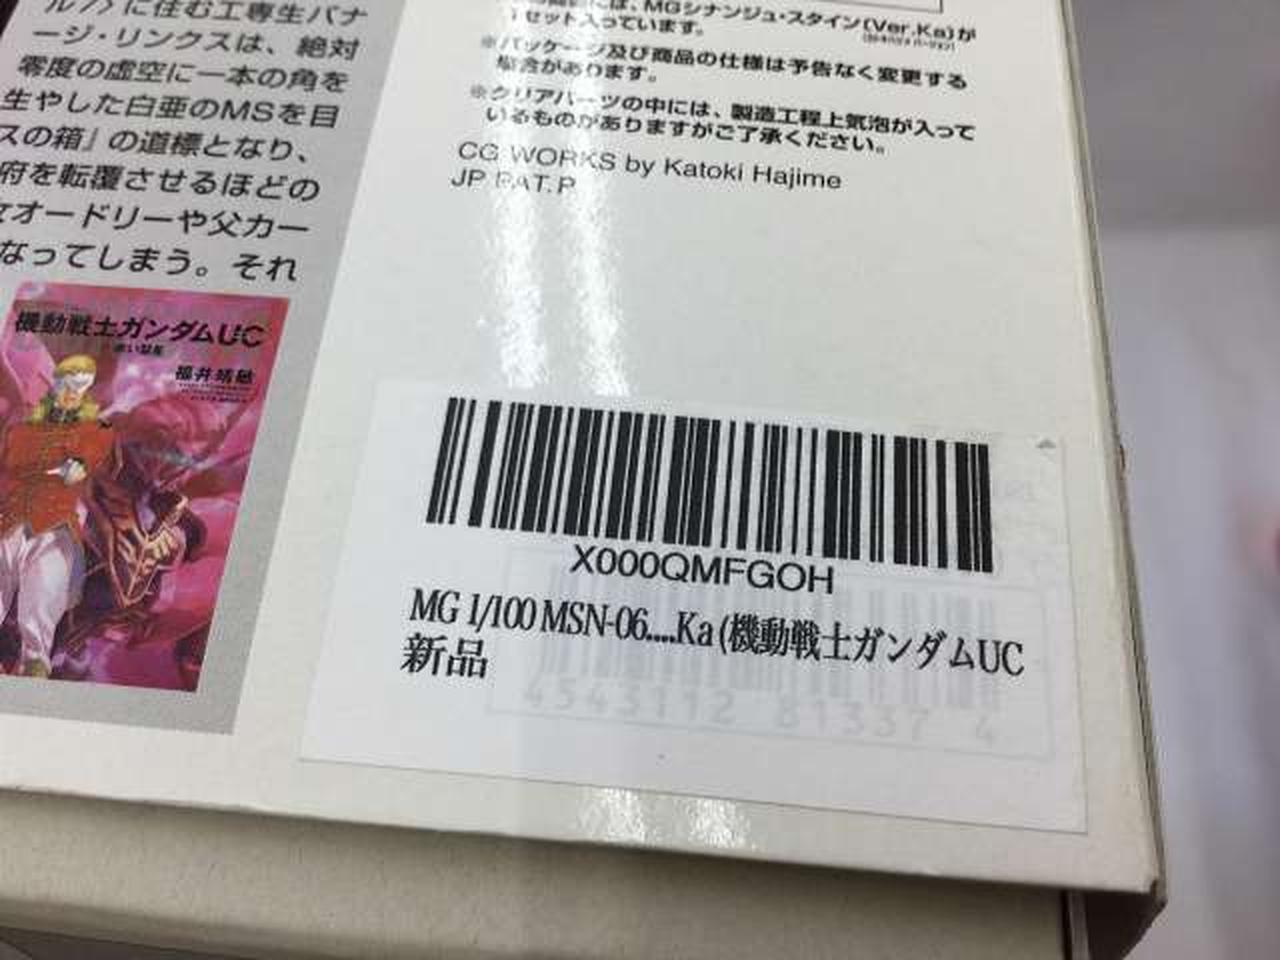 に住む工専生バナ
ージ・リンクスは、絶対
零度の虚空に一本の角を
生やした白亜のMSを目
スの箱』の道標となり、
府を転覆させるほどの
オードリーや父カー
なってしまう。それ
機動戦士ガンダムUC
福井晴敏
は、MGシナンジュ・スタイン(Ver.Ka)が
1セット入っています。
※パッケージ及び商品の仕様は予告なく変更する
場合があります。
※クリアパーツの中には、製造工程上気泡が入って
いるものがありますがご了承ください。
CG WORKS by Katoki Hajime
JP PAT.P
X000QMFGOH
MG 1/100 MSN-06....Ka (機動戦士ガンダムUC
新品
4543112 81337 4